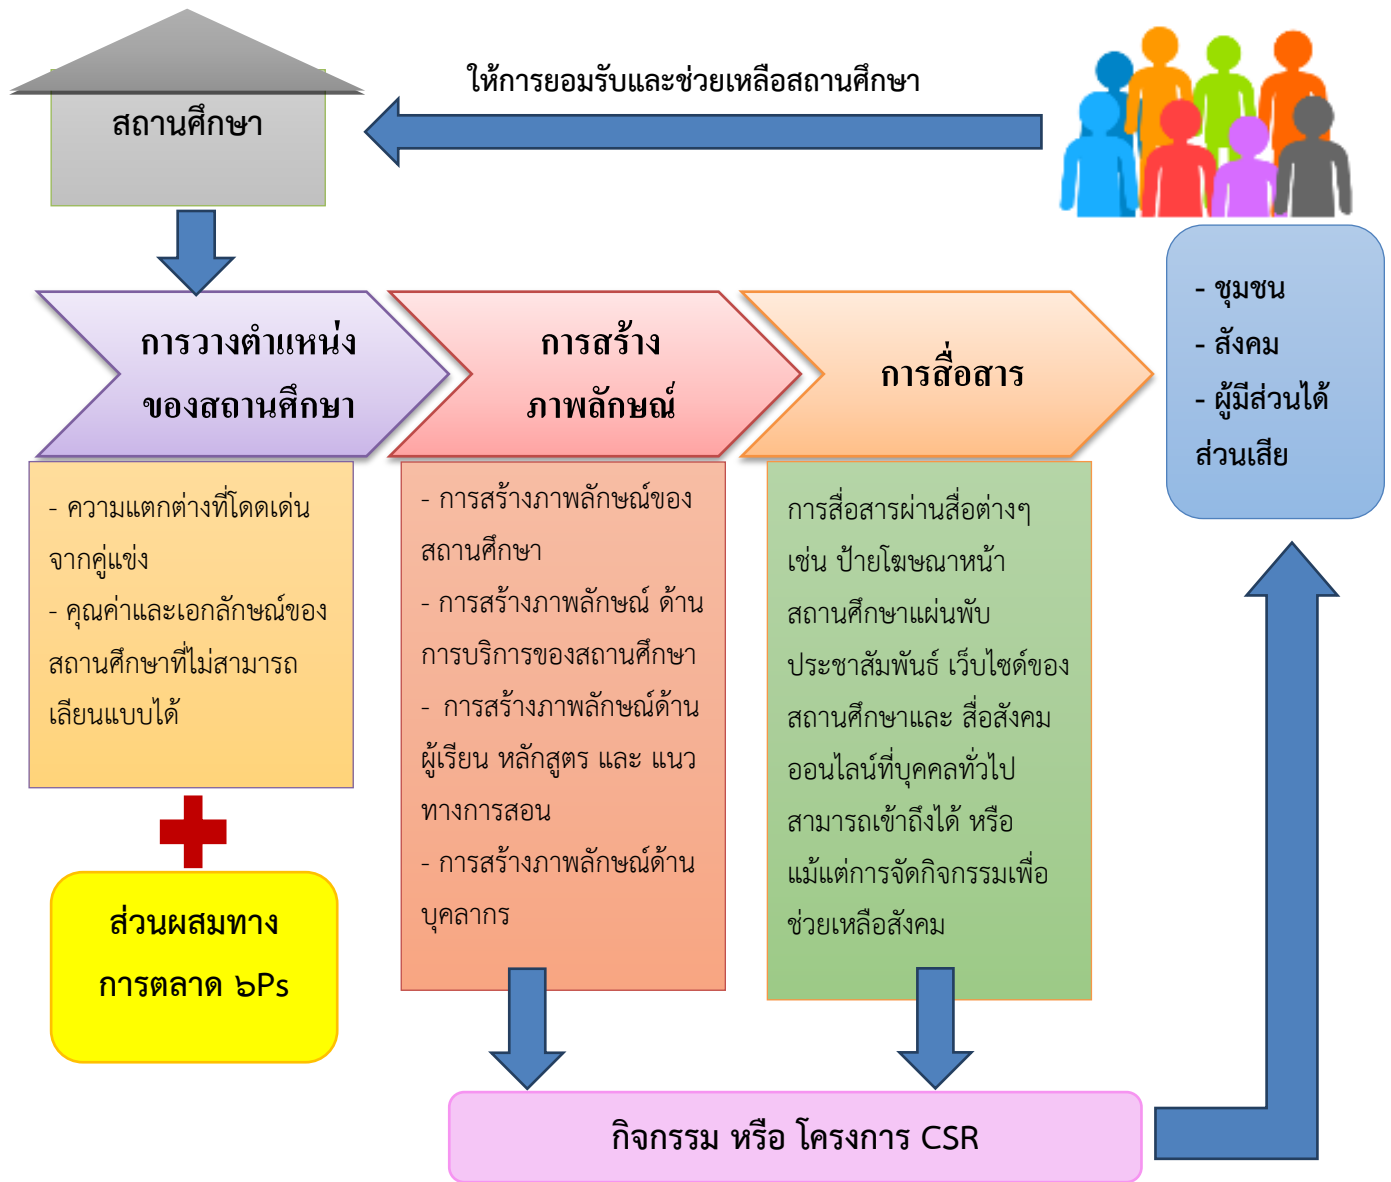 สถานศึกษา
ให้การยอมรับและช่วยเหลือสถานศึกษา
- ชุมชน
- สังคม
- ผู้มีส่วนได้
ส่วนเสีย
การวางตำแหน่ง
ของสถานศึกษา
การสร้าง
ภาพลักษณ์
การสื่อสาร
- ความแตกต่างที่โดดเด่น
จากคู่แข่ง
- คุณค่าและเอกลักษณ์ของ
สถานศึกษาที่ไม่สามารถ
เลียนแบบได้
- การสร้างภาพลักษณ์ของ
สถานศึกษา
- การสร้างภาพลักษณ์ ด้าน
การบริการของสถานศึกษา
- การสร้างภาพลักษณ์ด้าน
ผู้เรียน หลักสูตร และ แนว
ทางการสอน
- การสร้างภาพลักษณ์ด้าน
บุคลากร
การสื่อสารผ่านสื่อต่างๆ
เช่น ป้ายโฆษณาหน้า
สถานศึกษาแผ่นพับ
ประชาสัมพันธ์ เว็บไซด์ของ
สถานศึกษาและ สื่อสังคม
ออนไลน์ที่บุคคลทั่วไป
สามารถเข้าถึงได้ หรือ
แม้แต่การจัดกิจกรรมเพื่อ
ช่วยเหลือสังคม
ส่วนผสมทาง
การตลาด ๖Ps
กิจกรรม หรือ โครงการ CSR